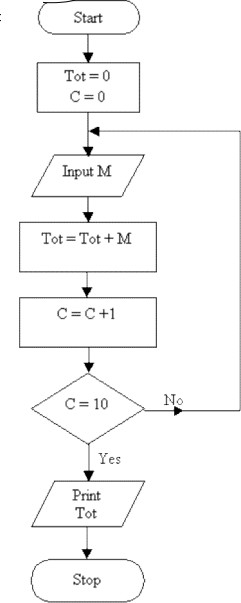 Start
Tot = 0
C = 0
Input M
Tot = Tot + M
C = C +1
C = 10
No
Yes
Print
Tot
Stop